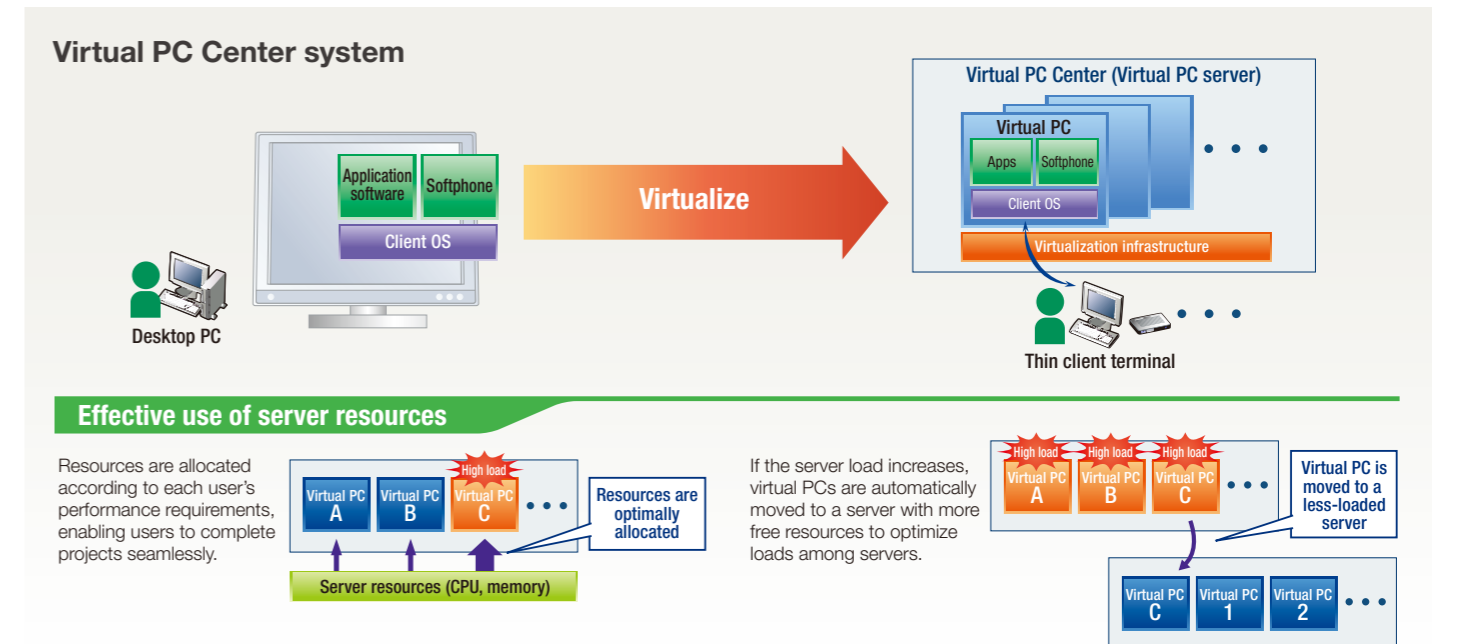 Virtual PC Center system
Application
software
Softphone
Client OS
Desktop PC
Virtualize
Virtual PC Center (Virtual PC server)
Virtual PC
Apps
Softphone
Client OS
Virtualization infrastructure
Thin client terminal
Effective use of server resources
Resources are allocated
according to each user's
performance requirements,
enabling users to complete
projects seamlessly.
High load
Virtual PC
A
Virtual PC
B
Virtual PC
C
Resources are
optimally
allocated
Server resources (CPU, memory)
If the server load increases,
virtual PCs are automatically
moved to a server with more
free resources to optimize
loads among servers.
High load
High load
High load
Virtual PC
A
Virtual PC
B
Virtual PC
C
Virtual PC is
moved to a
less-loaded
server
Virtual PC
C
Virtual PC
1
Virtual PC
2